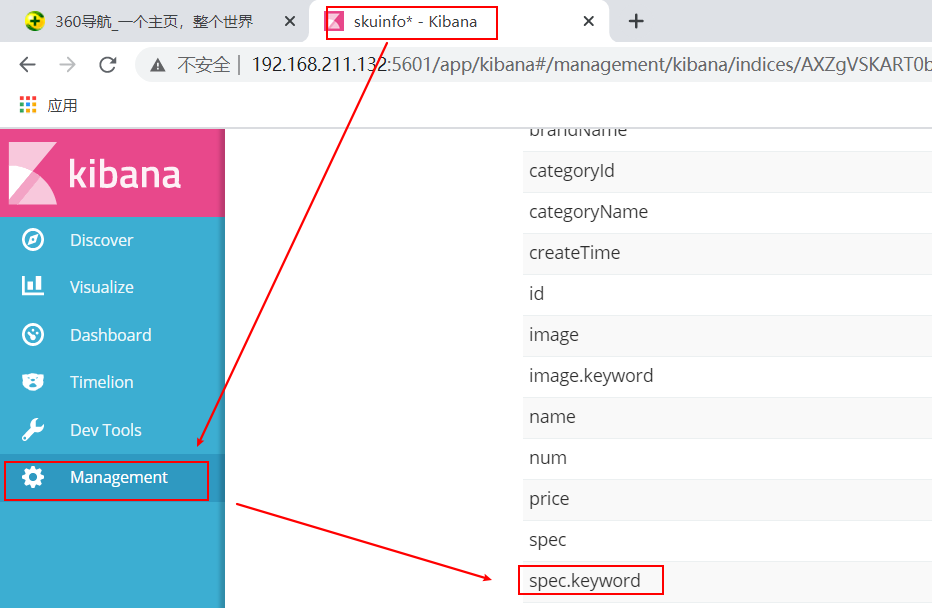 360导航_一个主页，整个世界
skuinfo* - Kibana
不安全 | 192.168.211.132:5601/app/kibana#/management/kibana/indices/AXZgVSKART0b
应用
kibana
Discover
Visualize
Dashboard
Timelion
Dev Tools
Management
brandName
categoryId
categoryName
createTime
id
image
image.keyword
name
num
price
spec
spec.keyword